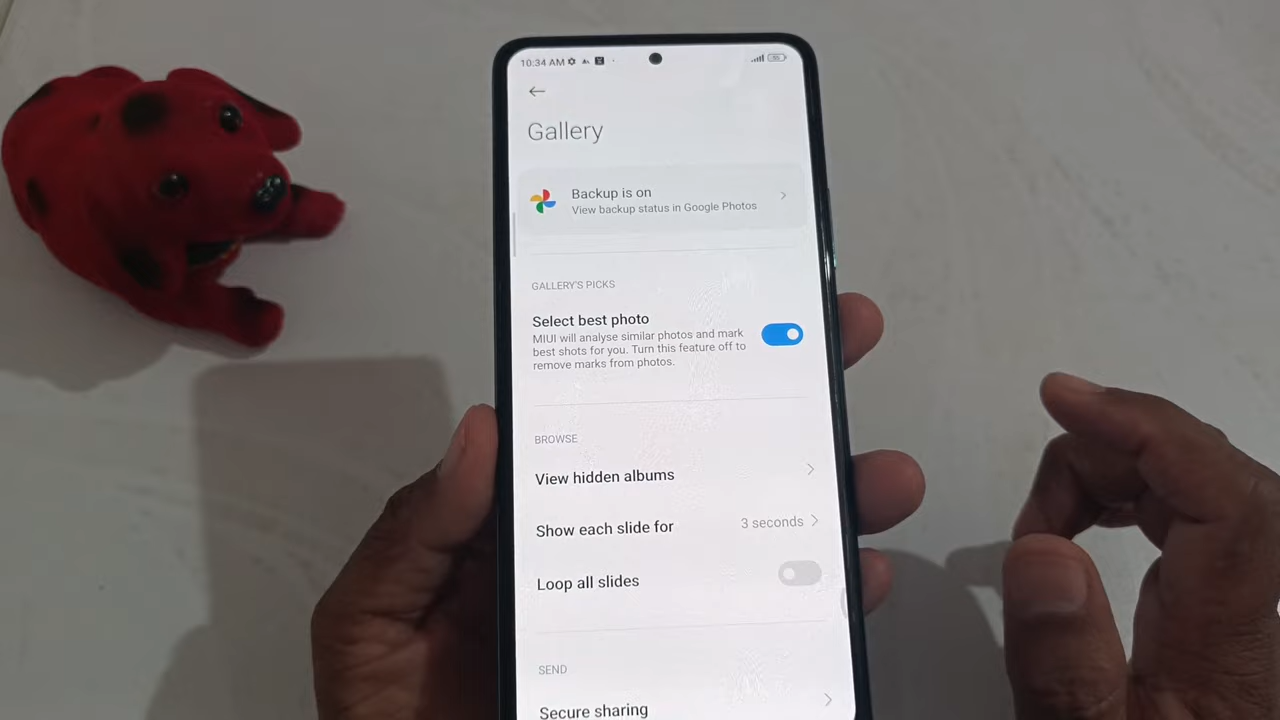 10:34 AM
Gallery
Backup is on
View backup status in Google Photos
GALLERY'S PICKS
Select best photo
MIUI will analyse similar photos and mark
best shots for you. Turn this feature off to
remove marks from photos.
BROWSE
View hidden albums
Show each slide for 3 seconds
Loop all slides
SEND
Secure sharing